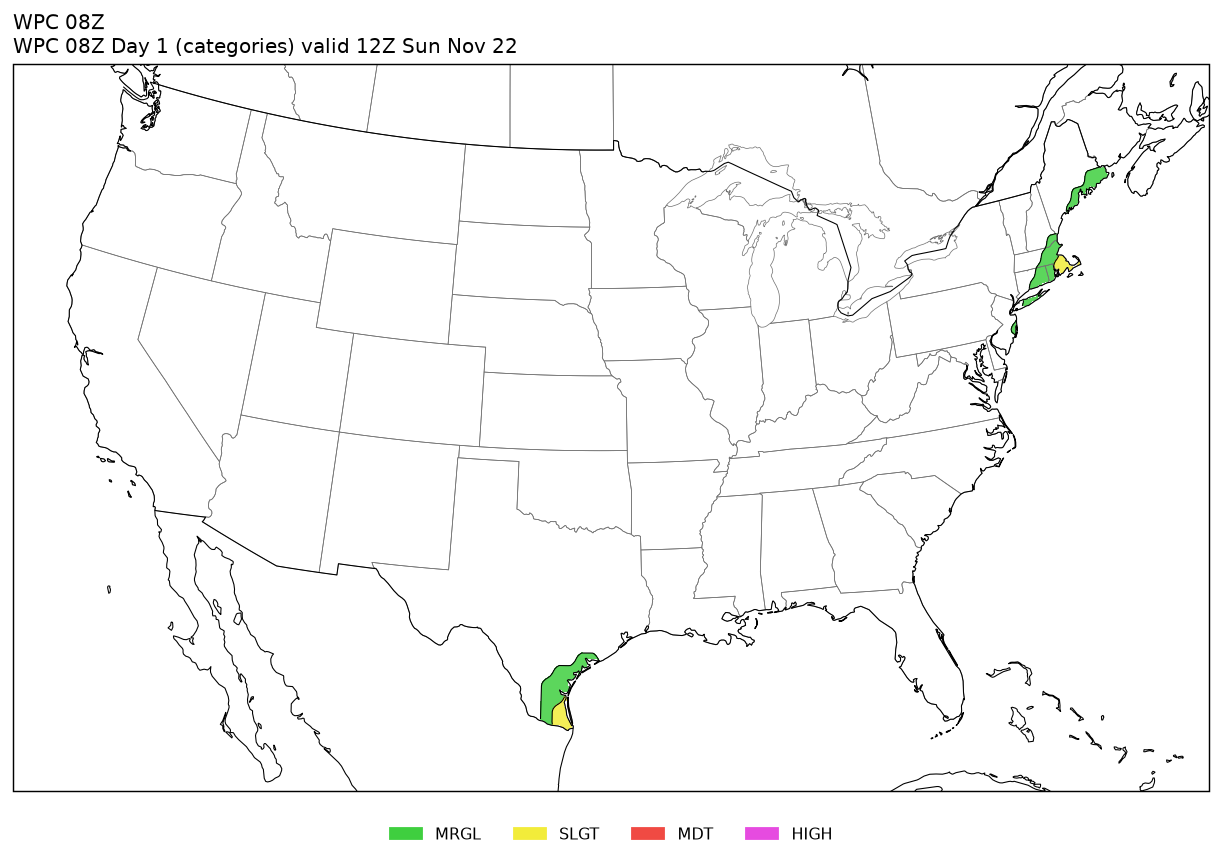 WPC 08Z
WPC 08Z Day 1 (categories) valid 12Z Sun Nov 22
MRGL SLGT MDT HIGH